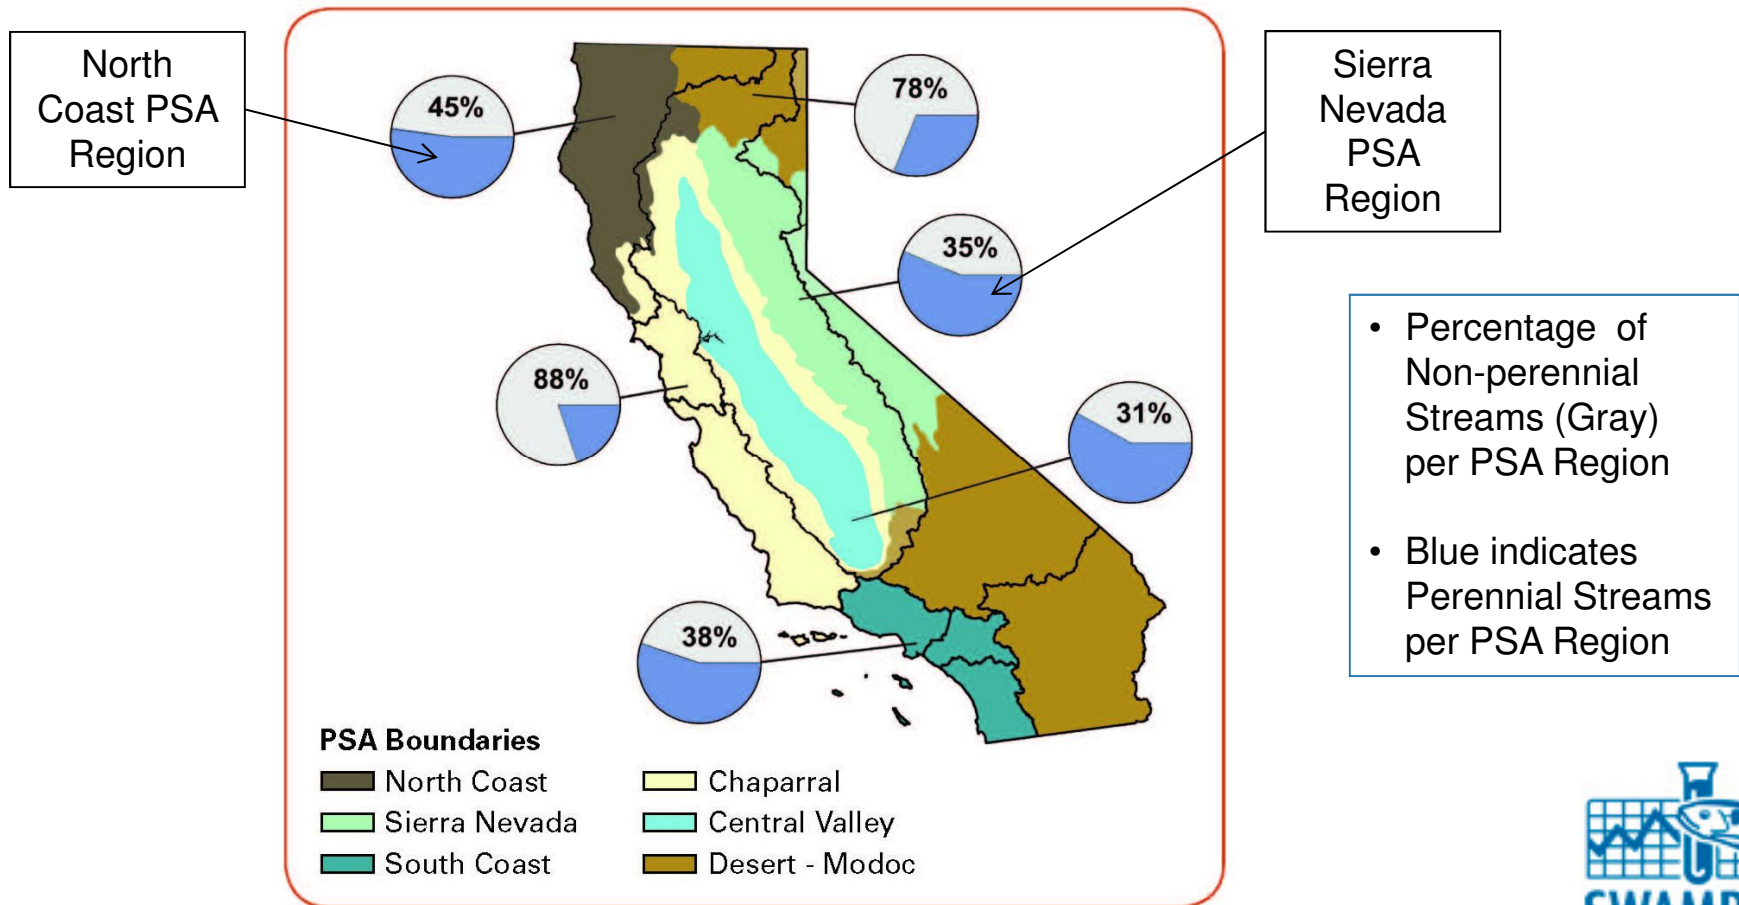 North
Coast PSA
Region
45%
78%
Sierra
Nevada
PSA
Region
35%
88%
31%
38%
• Percentage of
Non-perennial
Streams (Gray)
per PSA Region
• Blue indicates
Perennial Streams
per PSA Region
PSA Boundaries
North Coast
Sierra Nevada
South Coast
Chaparral
Central Valley
Desert - Modoc
SWAMP